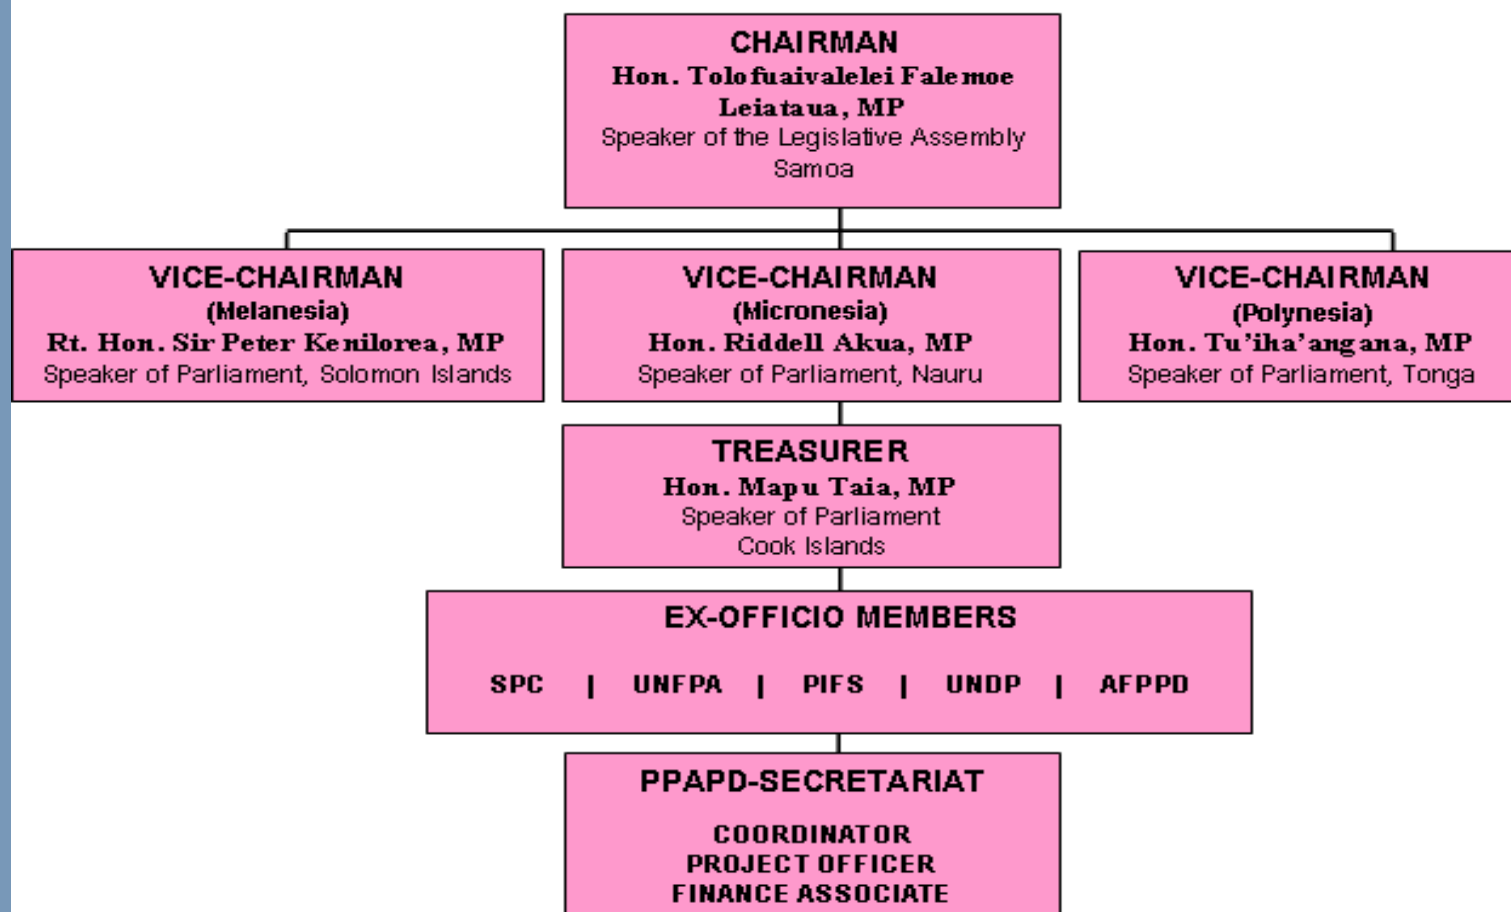 CHAIRMAN
Hon. Tolofuaivalelei Falemoe
Leiataua, MP
Speaker of the Legislative Assembly
Samoa
VICE-CHAIRMAN
(Melanesia)
Rt. Hon. Sir Peter Kenilorea, MP
Speaker of Parliament, Solomon Islands
VICE-CHAIRMAN
(Micronesia)
Hon. Riddell Akua, MP
Speaker of Parliament, Nauru
VICE-CHAIRMAN
(Polynesia)
Hon. Tu’iha’angana, MP
Speaker of Parliament, Tonga
TREASURER
Hon. Mapu Taia, MP
Speaker of Parliament
Cook Islands
EX-OFFICIO MEMBERS
SPC | UNFPA | PIFS | UNDP | AFPPD
PPAPD-SECRETARIAT
COORDINATOR
PROJECT OFFICER
FINANCE ASSOCIATE